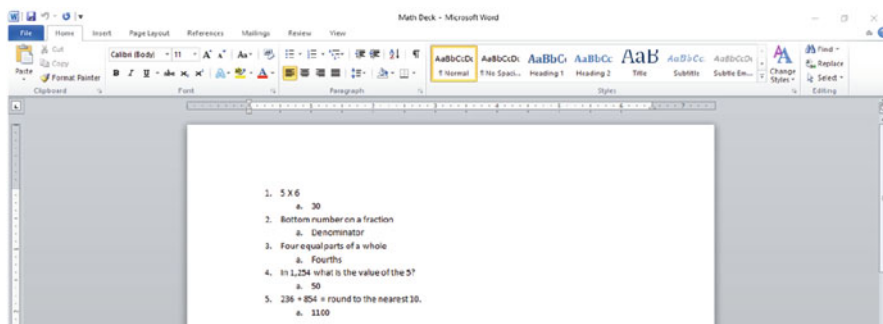 Math Deck - Microsoft Word
File Home Insert Page Layout References Mailings Review View
Cut
Copy
Paste
Format Painter
Clipboard
Calibri (Body) 11
Font
Paragraph
AaBbCcDc AaBbCcDc AaBbCc AaBbCc AaB AaBbCc. AaBbCcDc
¶ Normal ¶ No Spaci... Heading 1 Heading 2 Title Subtitle Subtle Em...
Change Styles
Styles
Find
Replace
Select
Editing
1. 5 X 6
a. 30
2. Bottom number on a fraction
a. Denominator
3. Four equal parts of a whole
a. Fourths
4. In 1,254 what is the value of the 5?
a. 50
5. 236 + 854 = round to the nearest 10.
a. 1100